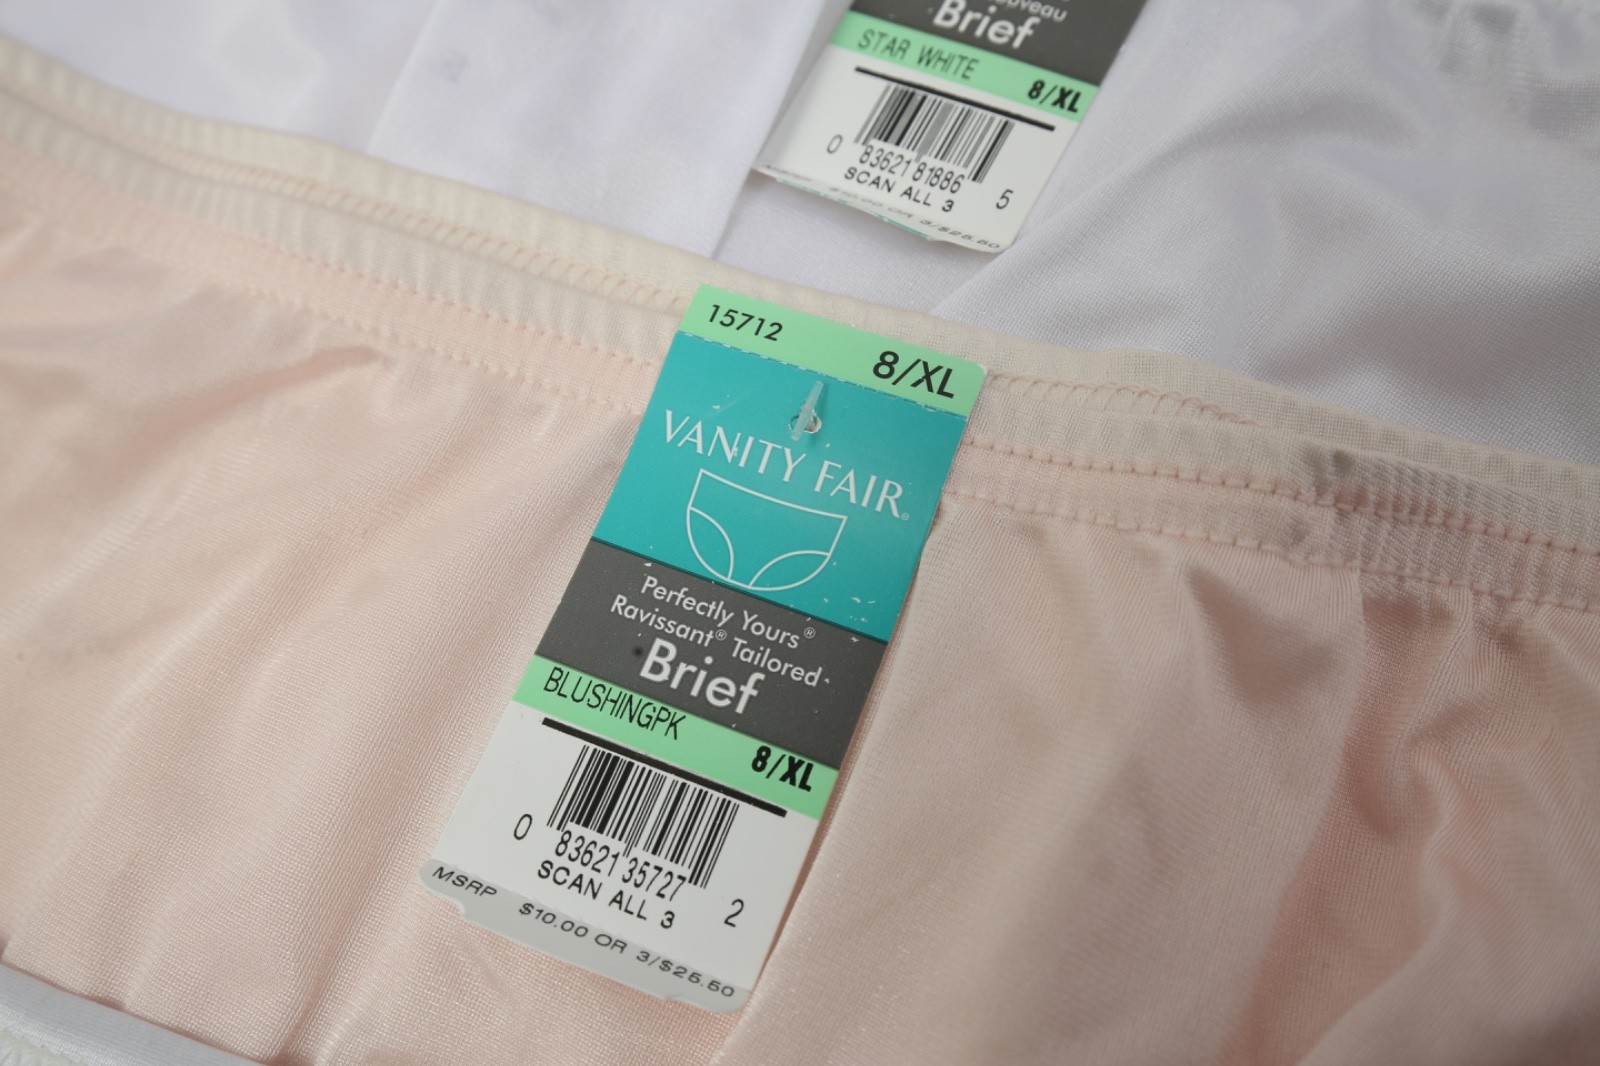 Brief
STAR WHITE
8/XL
0 83621 81886 5
SCAN ALL 3
15712
8/XL
VANITY FAIR®
Perfectly Yours®
Ravissant® Tailored
Brief
BLUSHINGPK
8/XL
0 83621 35727 2
SCAN ALL 3
MSRP $10.00 OR 3/$25.50